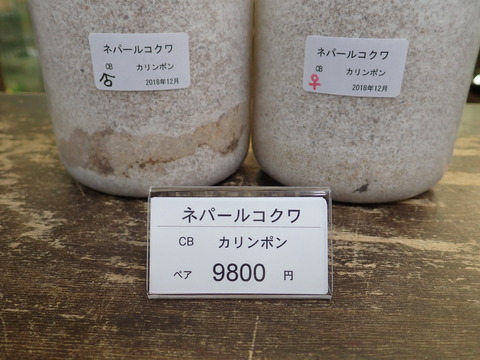 ネパールコクワ
CB カリンポン
♂ 2018年12月
ネパールコクワ
CB カリンポン
♀ 2018年12月
ネパールコクワ
CB カリンポン
ペア 9800 円